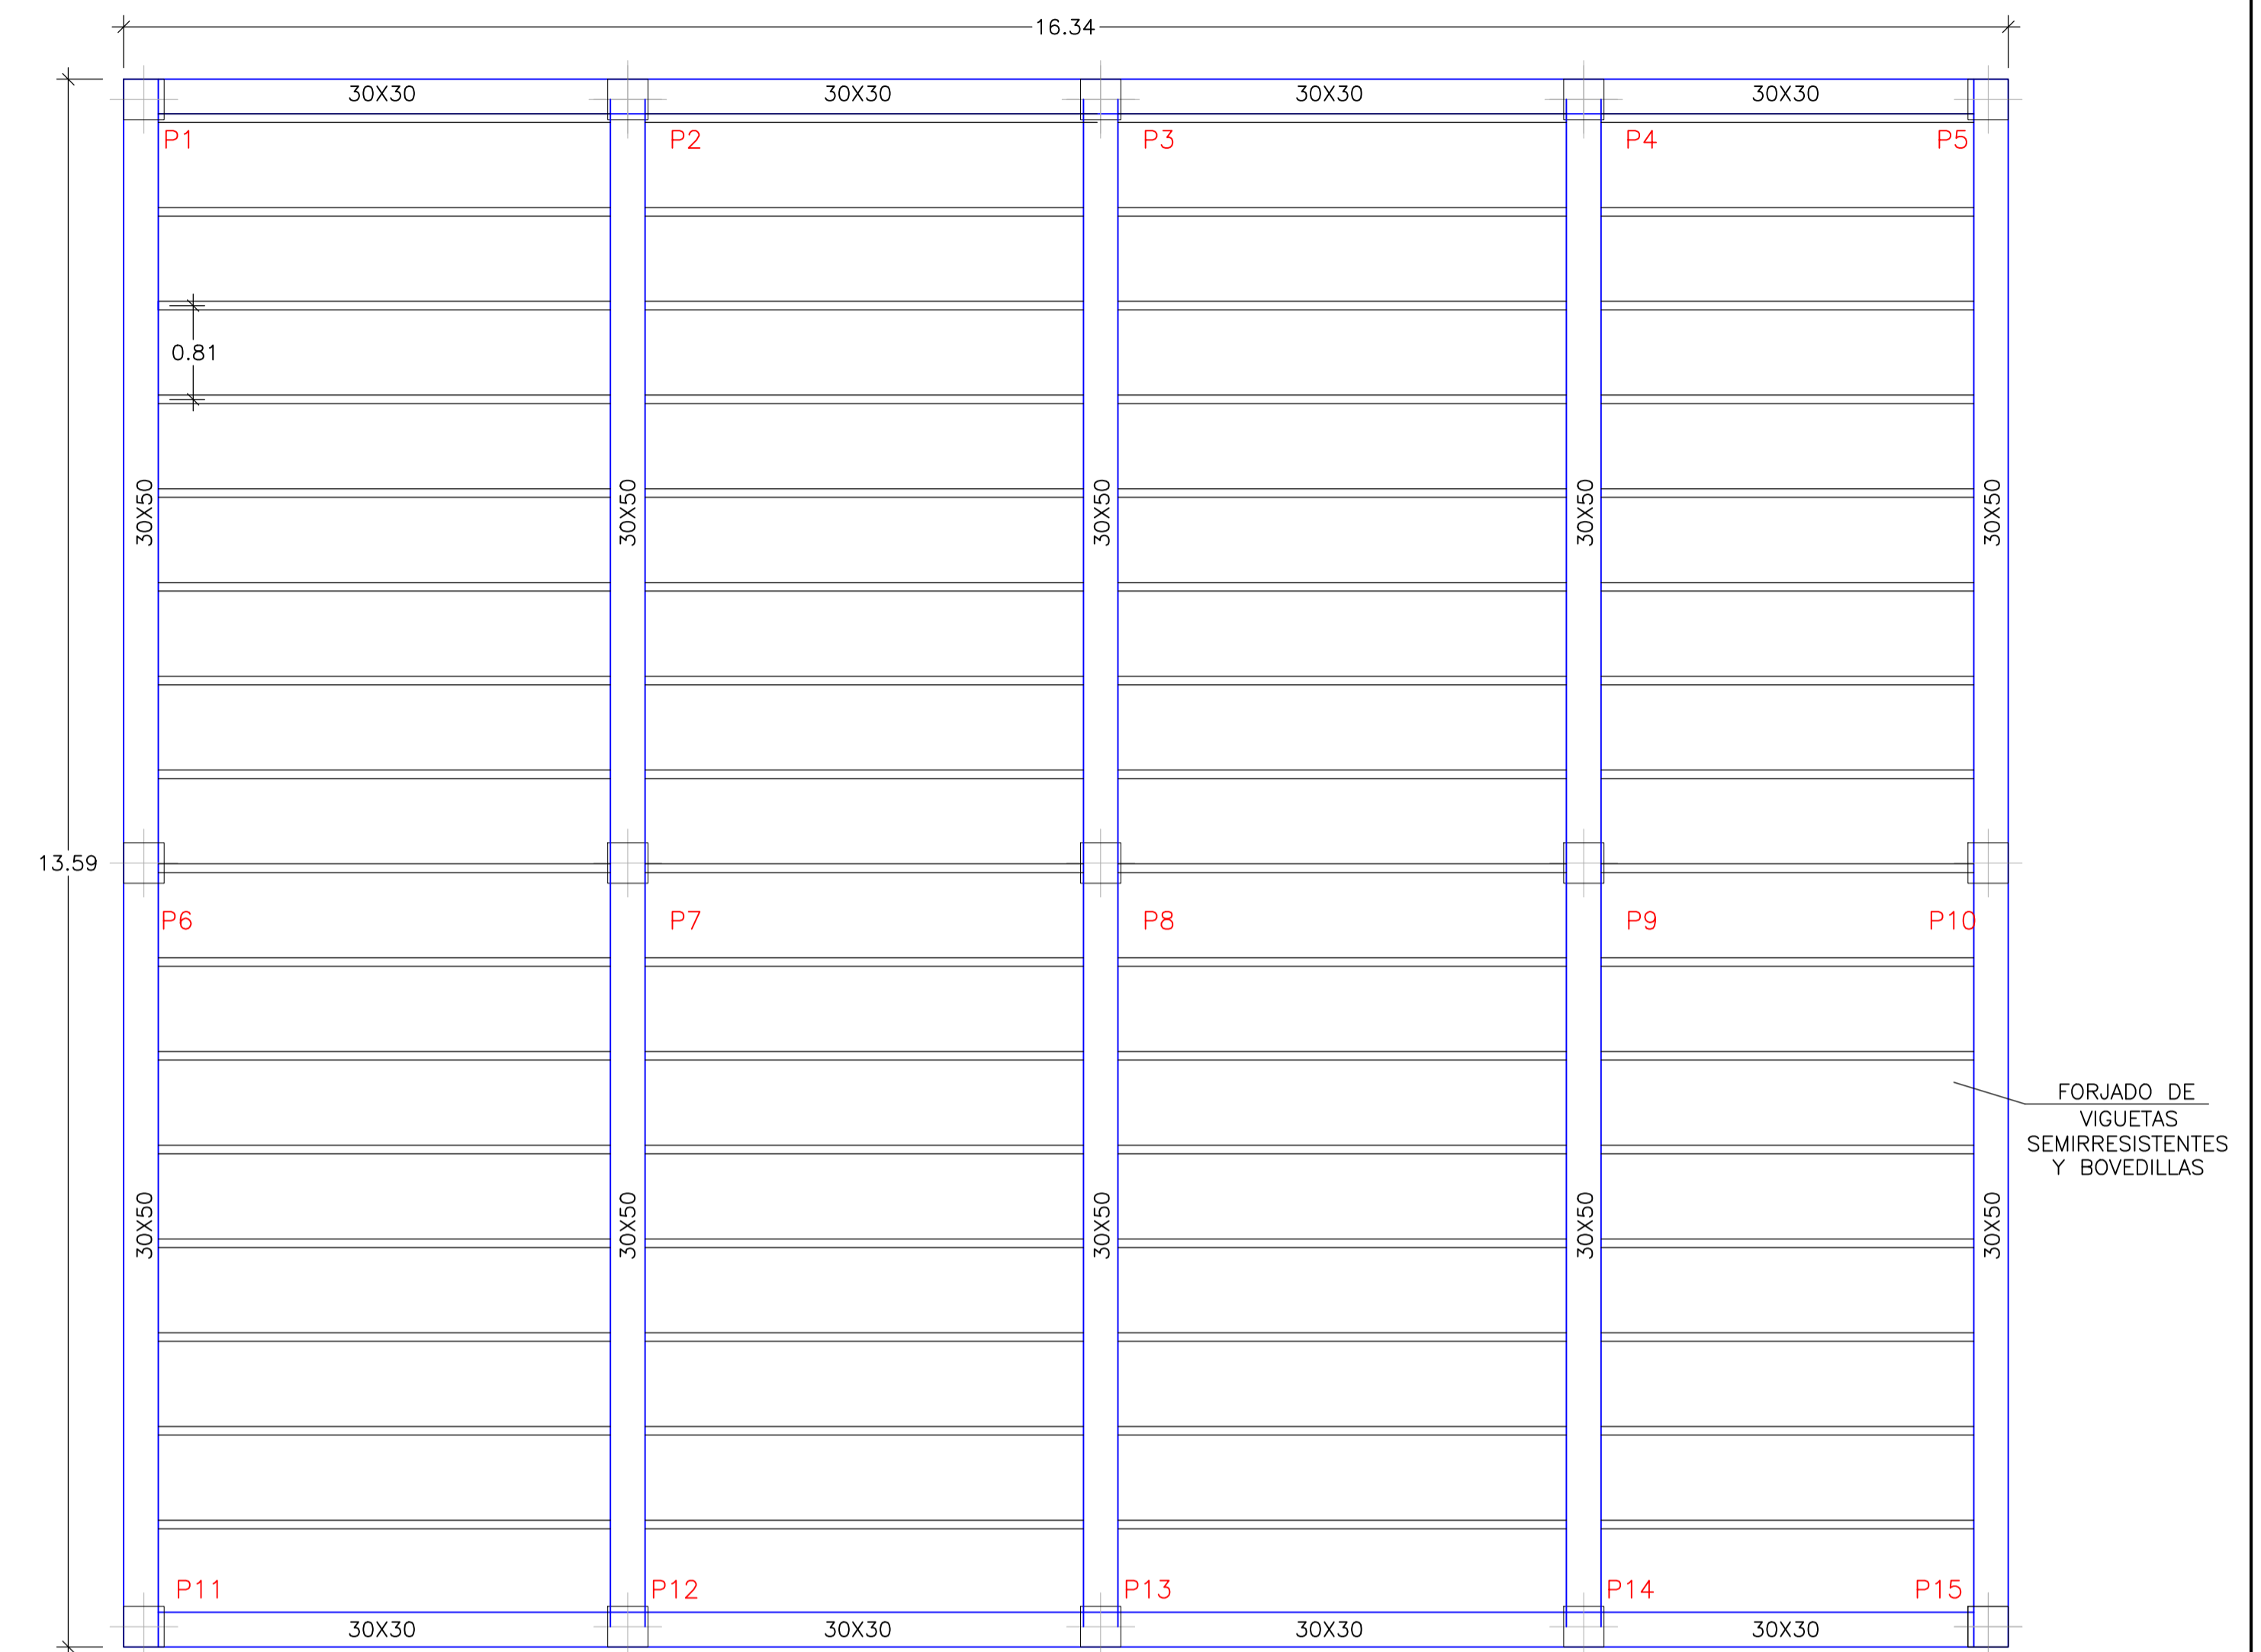 16.34
30X30 30X30 30X30 30X30
P1 P2 P3 P4 P5
0.81
30X50 30X50 30X50 30X50 30X50
13.59
P6 P7 P8 P9 P10
FORJADO DE
VIGUETAS
SEMIRRESISTENTES
Y BOVEDILLAS
30X50 30X50 30X50 30X50 30X50
P11 P12 P13 P14 P15
30X30 30X30 30X30 30X30